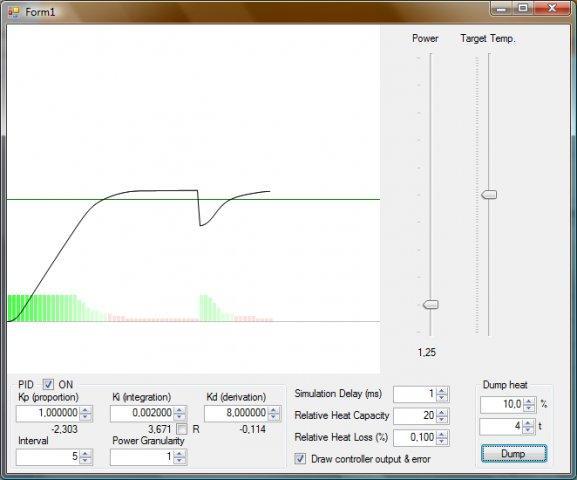 Form1
Power Target Temp.
1,25
PID ON
Kp (proportion) Ki (integration) Kd (derivation)
1,000000 0,002000 8,000000
-2,303 3,671 R -0,114
Interval Power Granularity
5 1
Simulation Delay (ms) 1
Relative Heat Capacity 20
Relative Heat Loss (%) 0,100
Draw controller output & error
Dump heat
10,0 %
4 t
Dump